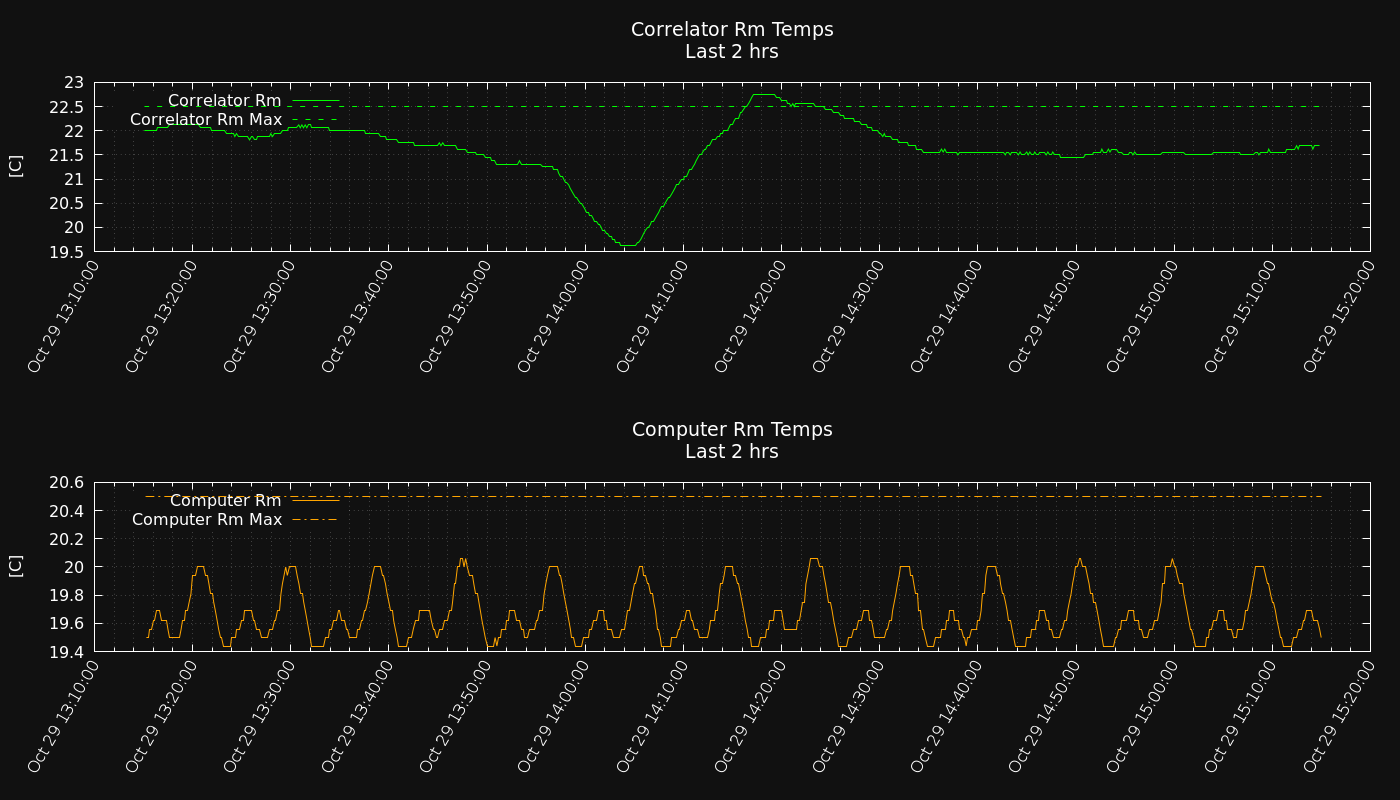 Correlator Rm Temps
Last 2 hrs
23
22.5
22
21.5
21
20.5
20
19.5
[C]
Correlator Rm
Correlator Rm Max
Oct 29 13:10:00
Oct 29 13:20:00
Oct 29 13:30:00
Oct 29 13:40:00
Oct 29 13:50:00
Oct 29 14:00:00
Oct 29 14:10:00
Oct 29 14:20:00
Oct 29 14:30:00
Oct 29 14:40:00
Oct 29 14:50:00
Oct 29 15:00:00
Oct 29 15:10:00
Oct 29 15:20:00
Computer Rm Temps
Last 2 hrs
20.6
20.4
20.2
20
19.8
19.6
19.4
[C]
Computer Rm
Computer Rm Max
Oct 29 13:10:00
Oct 29 13:20:00
Oct 29 13:30:00
Oct 29 13:40:00
Oct 29 13:50:00
Oct 29 14:00:00
Oct 29 14:10:00
Oct 29 14:20:00
Oct 29 14:30:00
Oct 29 14:40:00
Oct 29 14:50:00
Oct 29 15:00:00
Oct 29 15:10:00
Oct 29 15:20:00